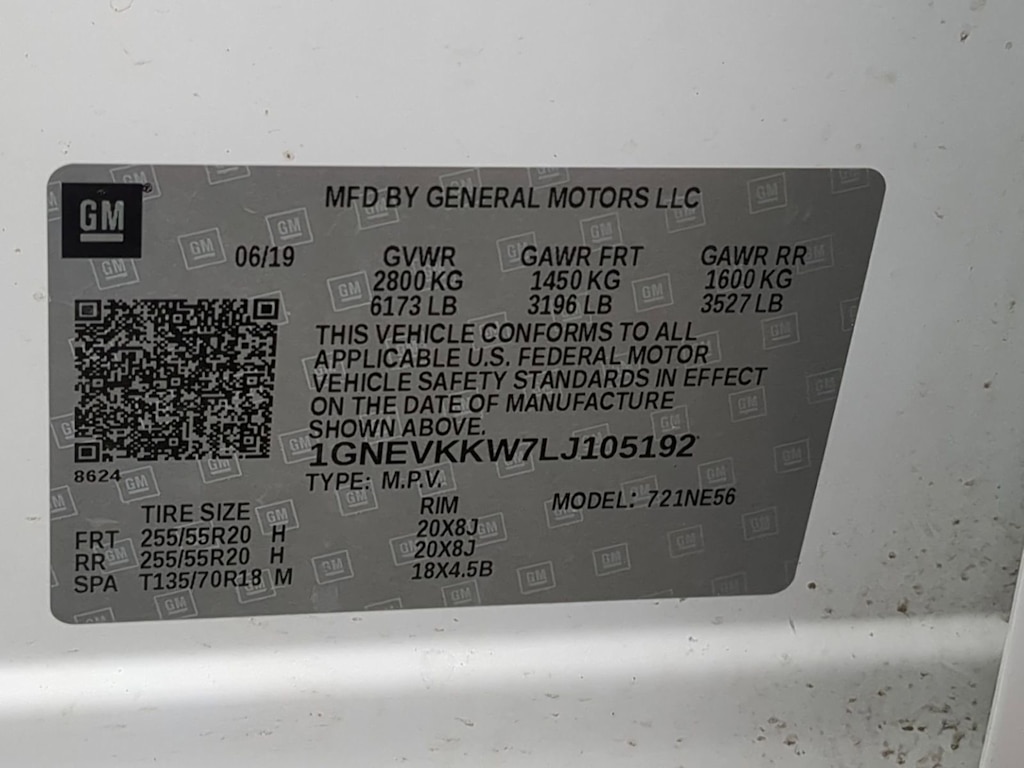 GM
MFD BY GENERAL MOTORS LLC
06/19 GVWR GAWR FRT GAWR RR
2800 KG 1450 KG 1600 KG
6173 LB 3196 LB 3527 LB
THIS VEHICLE CONFORMS TO ALL
APPLICABLE U.S. FEDERAL MOTOR
VEHICLE SAFETY STANDARDS IN EFFECT
ON THE DATE OF MANUFACTURE
SHOWN ABOVE.
1GNEVKKW7LJ105192
8624
TYPE: M.P.V. MODEL: 721NE56
TIRE SIZE RIM
FRT 255/55R20 H 20X8J
RR 255/55R20 H 20X8J
SPA T135/70R18 M 18X4.5B